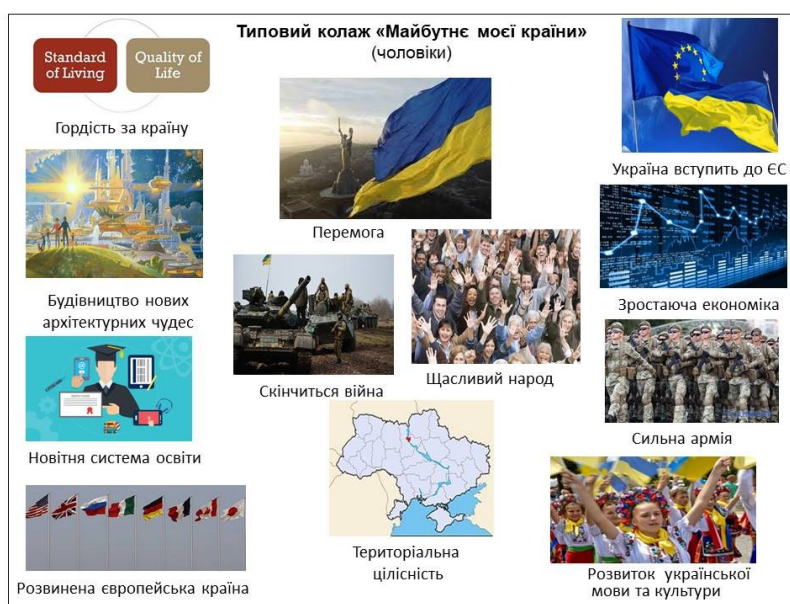 Типовий колаж «Майбутнє моєї країни»
(чоловіки)
Standard
of Living
Quality of
Life
Гордість за країну
Перемога
Україна вступить до ЄС
Будівництво нових
архітектурних чудес
Скінчиться війна
Щасливий народ
Зростаюча економіка
Новітня система освіти
Сильна армія
Територіальна
цілісність
Розвинена європейська країна
Розвиток української
мови та культури